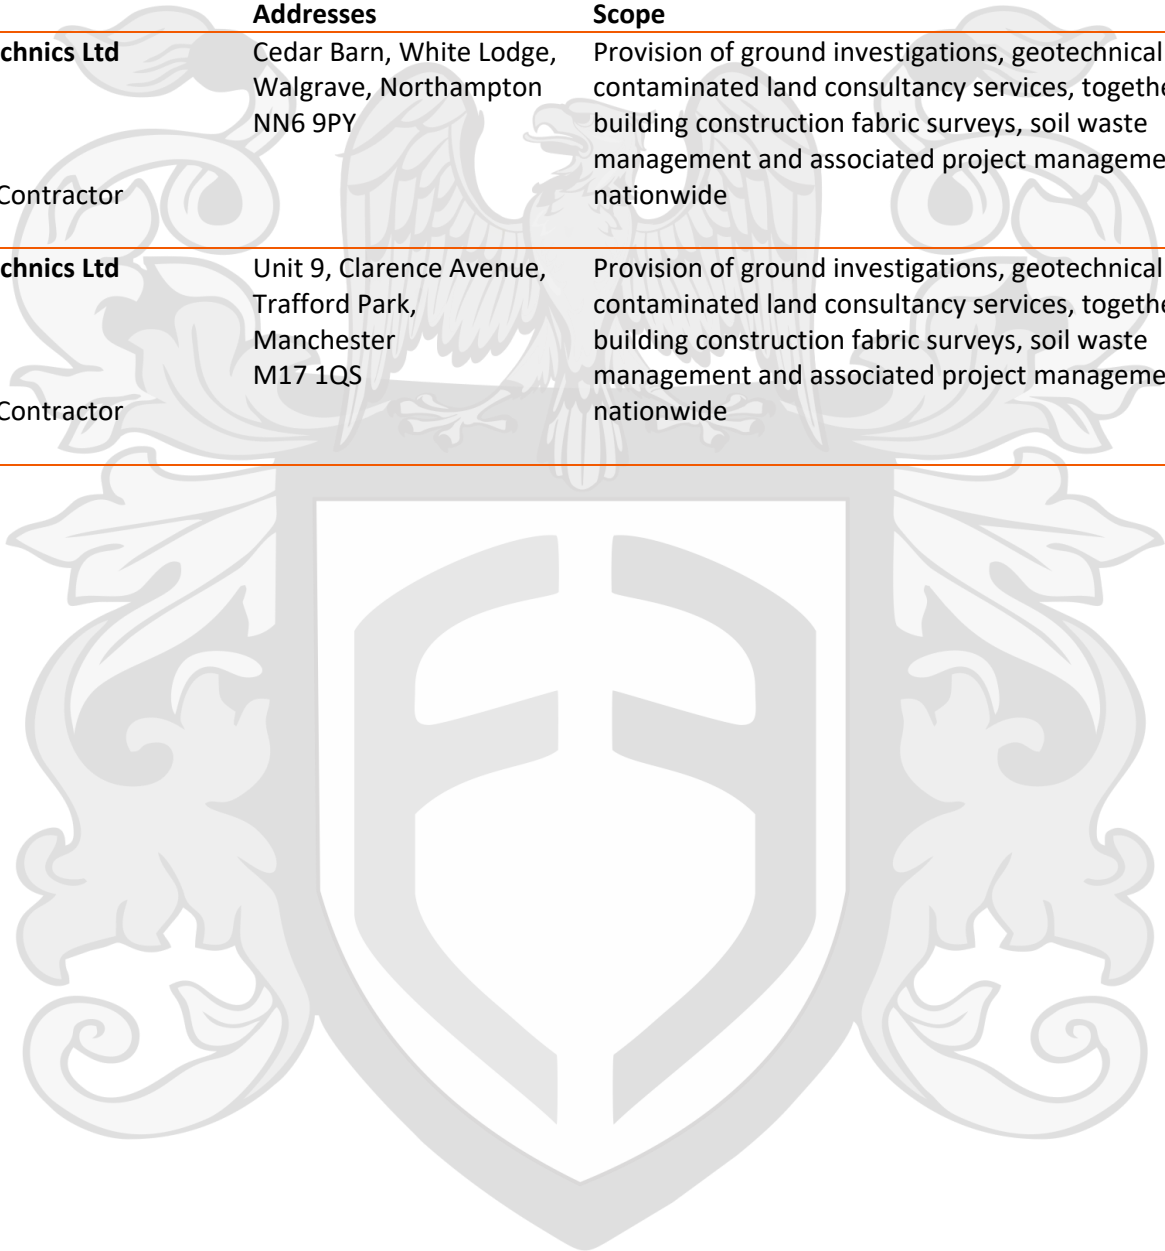 Addresses Scope
chnics Ltd Cedar Barn, White Lodge, Provision of ground investigations, geotechnical
Walgrave, Northampton contaminated land consultancy services, togethe
NN6 9PY building construction fabric surveys, soil waste
management and associated project manageme
Contractor nationwide
chnics Ltd Unit 9, Clarence Avenue, Provision of ground investigations, geotechnical
Trafford Park, contaminated land consultancy services, togethe
Manchester building construction fabric surveys, soil waste
M17 1QS management and associated project manageme
Contractor nationwide